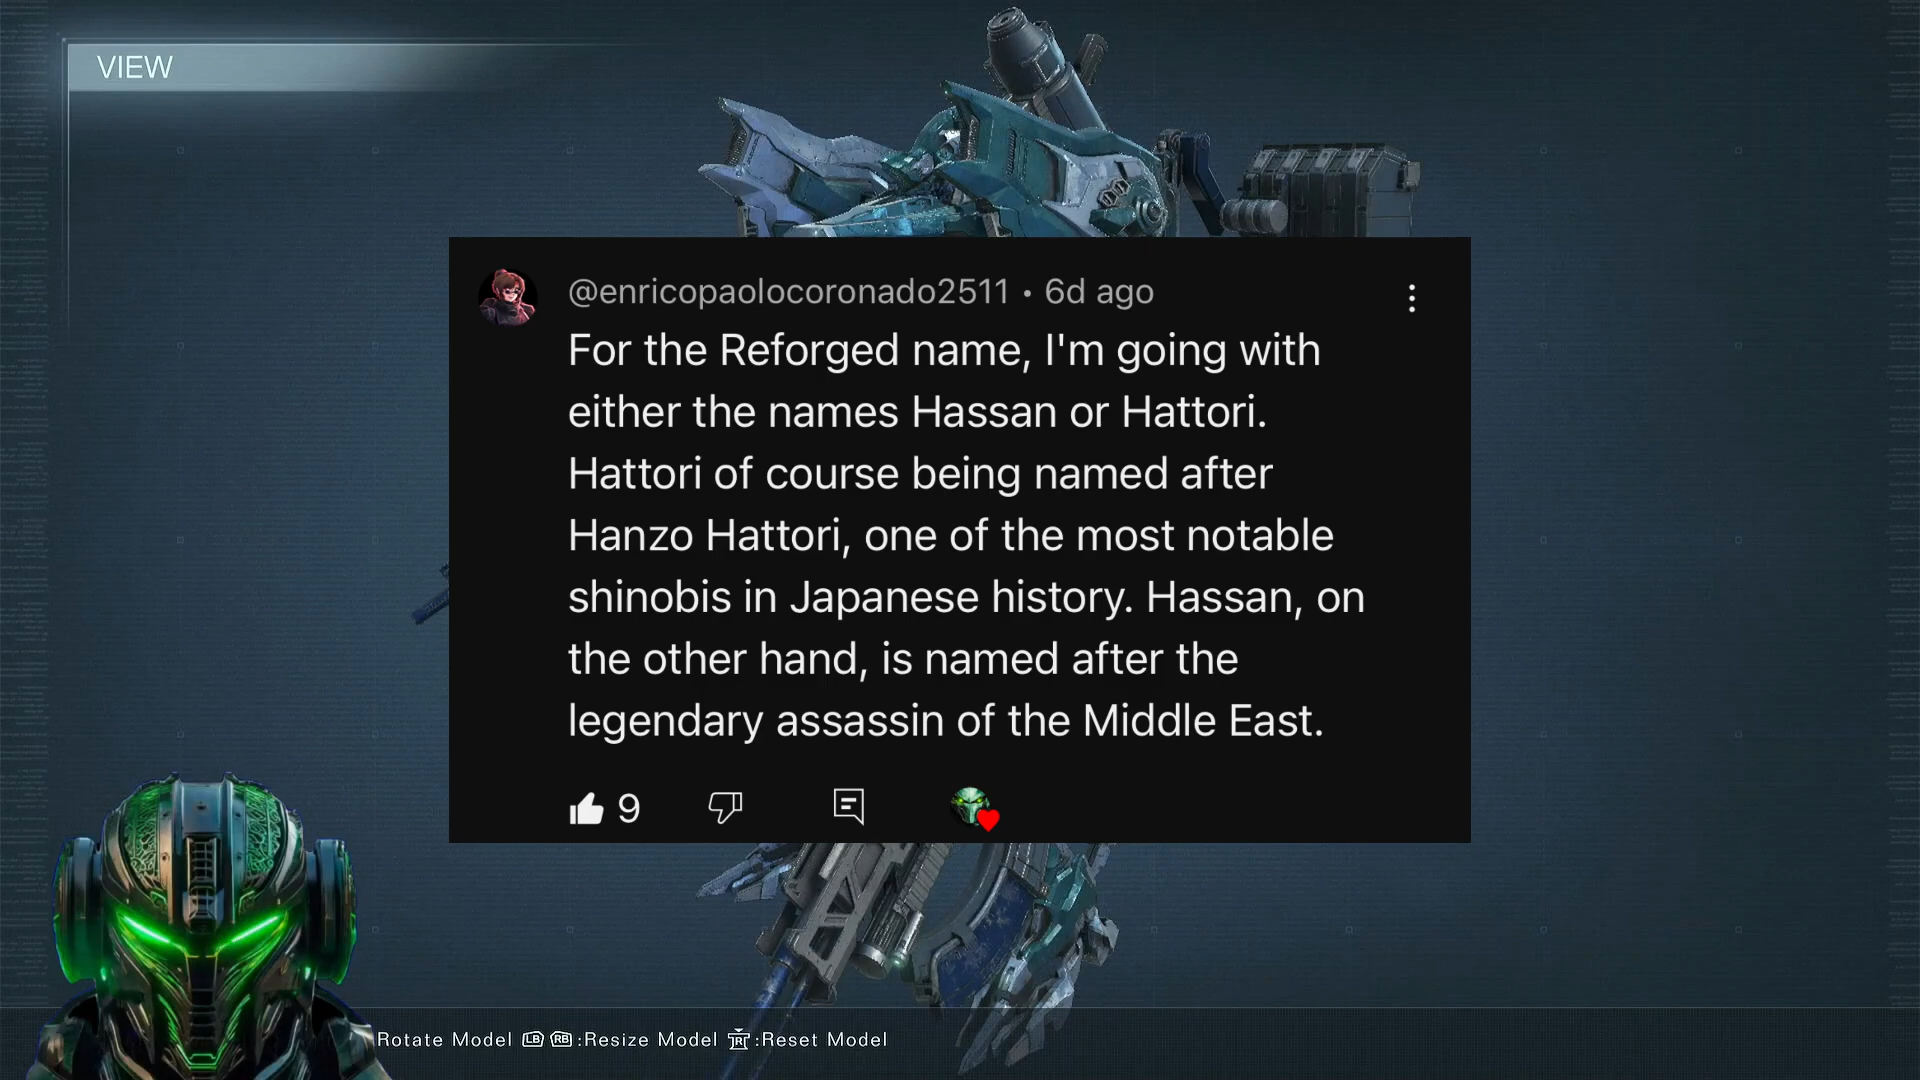 VIEW
@enricopaolocoronado2511 • 6d ago
For the Reforged name, I'm going with
either the names Hassan or Hattori.
Hattori of course being named after
Hanzo Hattori, one of the most notable
shinobis in Japanese history. Hassan, on
the other hand, is named after the
legendary assassin of the Middle East.
9
Rotate Model LB RB :Resize Model R :Reset Model